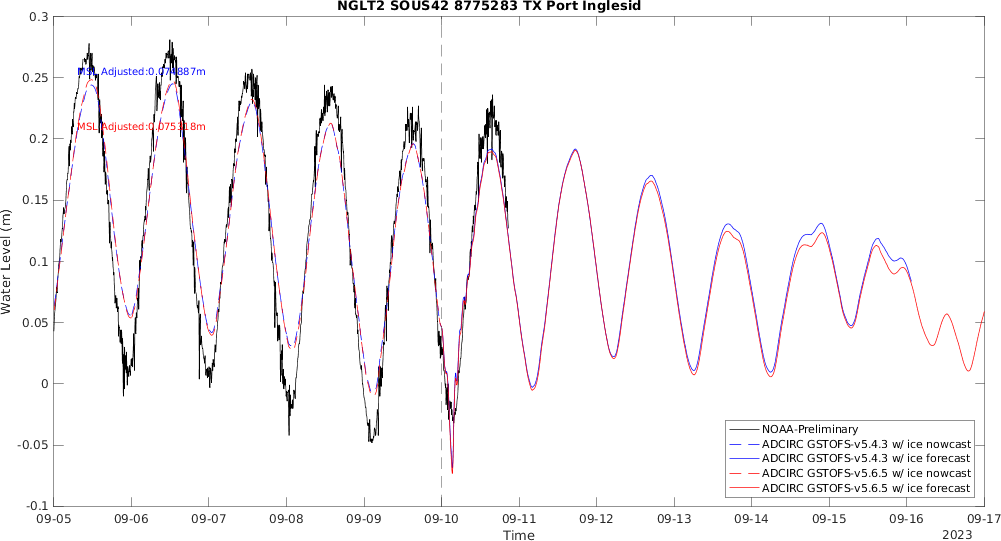 NGLT2 SOUS42 8775283 TX Port Inglesid
0.3
0.25
0.2
0.15
0.1
0.05
0
-0.05
-0.1
Water Level (m)
MSL Adjusted:0.074887m
MSL Adjusted:0.075318m
NOAA-Preliminary
ADCIRC GSTOFS-v5.4.3 w/ ice nowcast
ADCIRC GSTOFS-v5.4.3 w/ ice forecast
ADCIRC GSTOFS-v5.6.5 w/ ice nowcast
ADCIRC GSTOFS-v5.6.5 w/ ice forecast
09-05 09-06 09-07 09-08 09-09 09-10 09-11 09-12 09-13 09-14 09-15 09-16 09-17
Time
2023